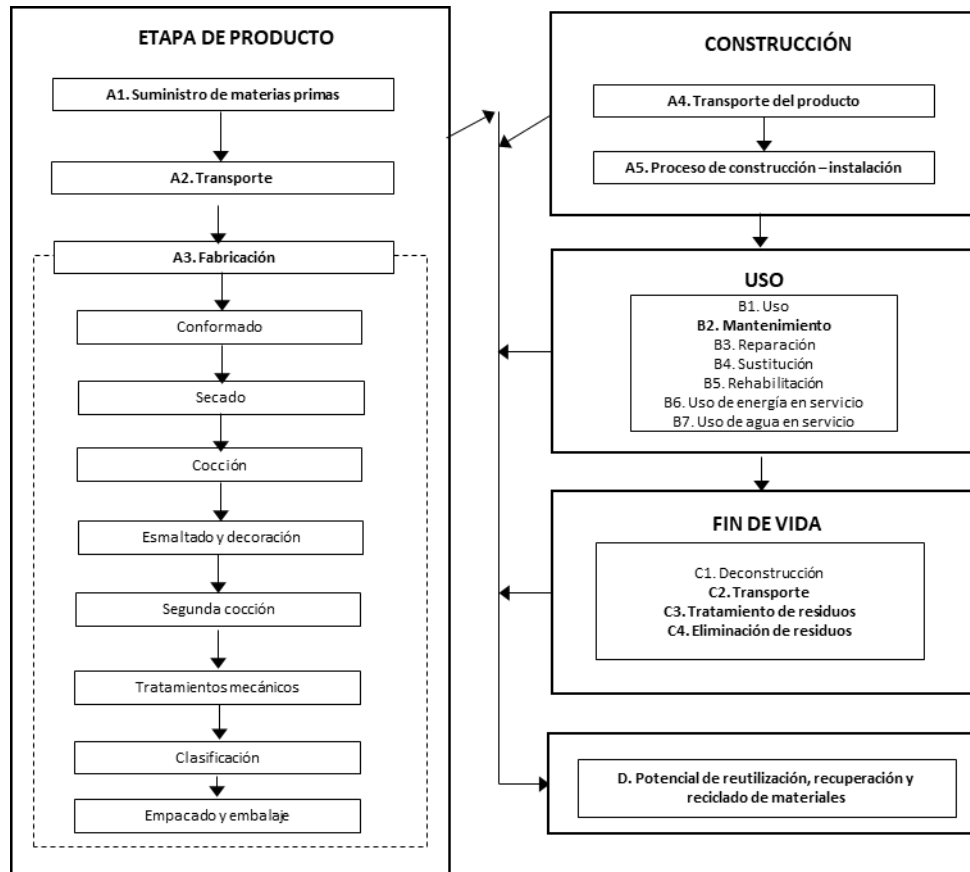 ETAPA DE PRODUCTO
A1. Suministro de materias primas
A2. Transporte
A3. Fabricación
Conformado
Secado
Cocción
Esmaltado y decoración
Segunda cocción
Tratamientos mecánicos
Clasificación
Empacado y embalaje
CONSTRUCCIÓN
A4. Transporte del producto
A5. Proceso de construcción – instalación
USO
B1. Uso
B2. Mantenimiento
B3. Reparación
B4. Sustitución
B5. Rehabilitación
B6. Uso de energía en servicio
B7. Uso de agua en servicio
FIN DE VIDA
C1. Deconstrucción
C2. Transporte
C3. Tratamiento de residuos
C4. Eliminación de residuos
D. Potencial de reutilización, recuperación y
reciclado de materiales